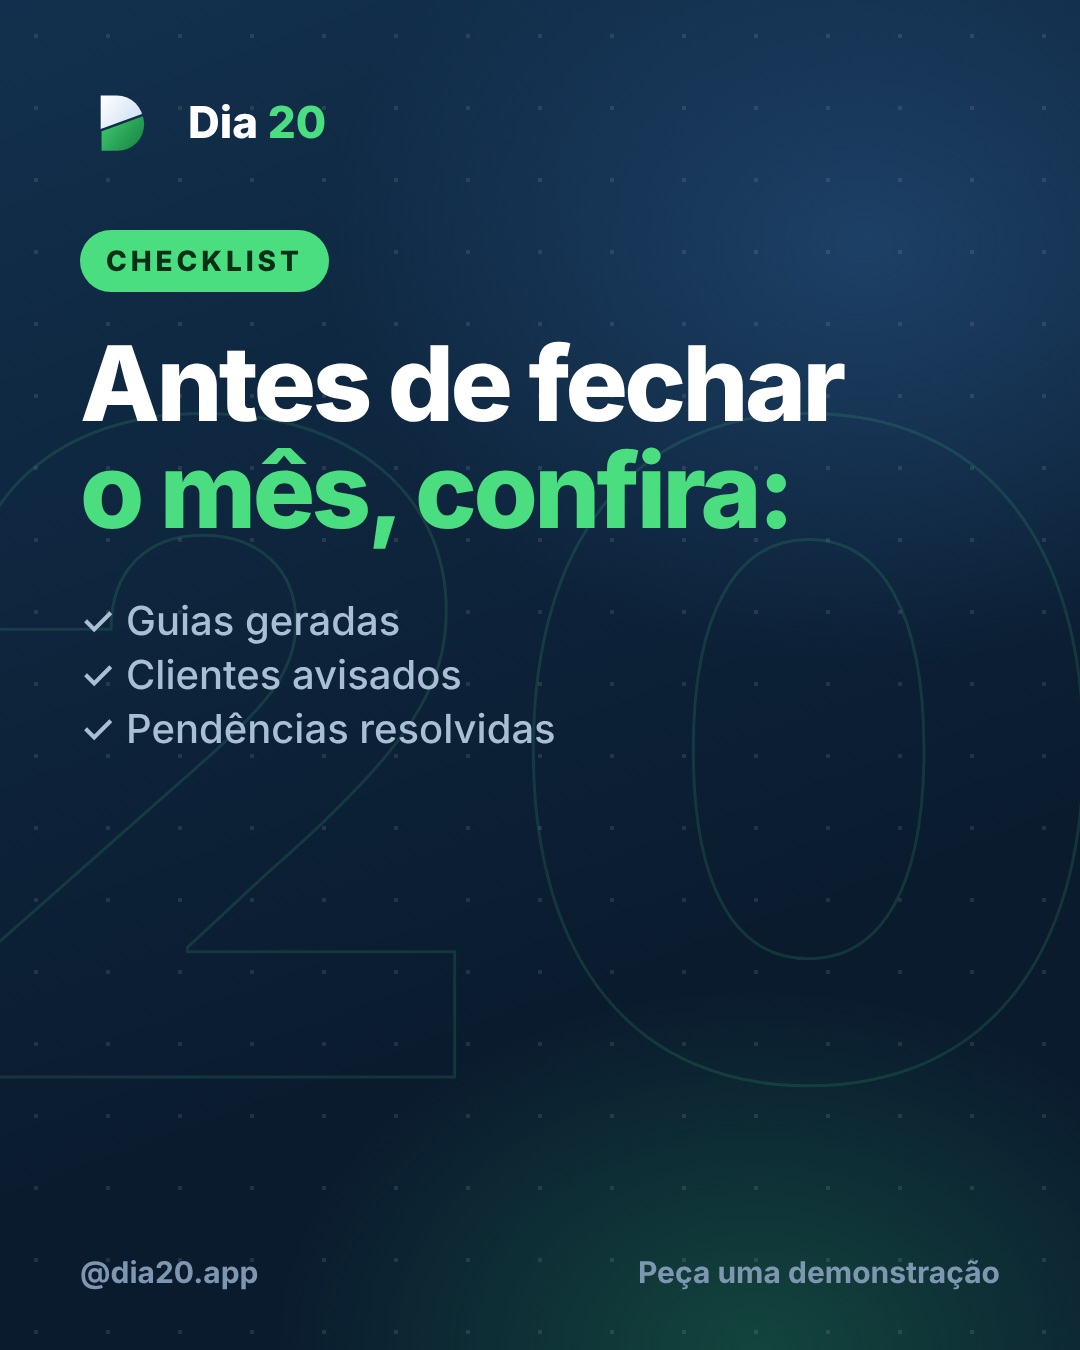 Dia 20
CHECKLIST
Antes de fechar
o mês, confira:
✓ Guias geradas
✓ Clientes avisados
✓ Pendências resolvidas
20
@dia20.app
Peça uma demonstração